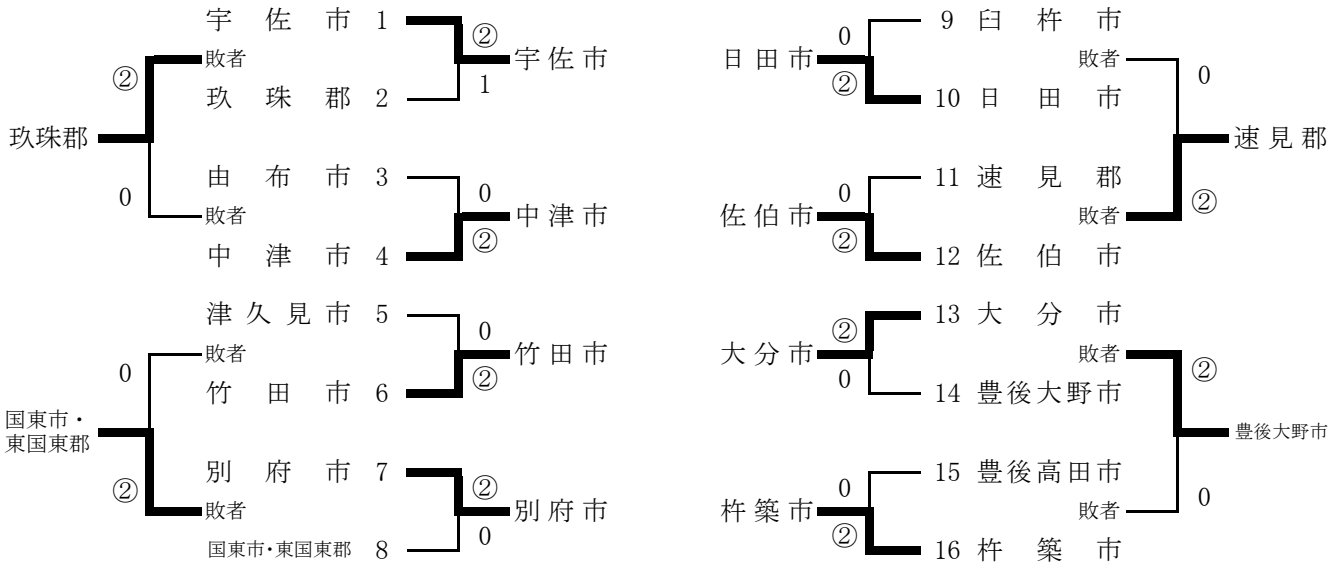 宇佐市 1 ② 宇佐市 日田市 0 9 臼杵市
② 敗者 敗者 0
玖珠郡 2 1 ② 10 日田市
玖珠郡 速見郡
由布市 3 0 0 11 速見郡
0 敗者 中津市 佐伯市 敗者 ②
中津市 4 ② ② 12 佐伯市
津久見市 5 0 ② 13 大分市
0 敗者 竹田市 大分市 敗者 ②
竹田市 6 ② 0 14 豊後大野市
国東市・
東国東郡 豊後大野市
別府市 7 ② 0 15 豊後高田市
② 敗者 別府市 杵築市 敗者 0
国東市・東国東郡 8 0 ② 16 杵築市